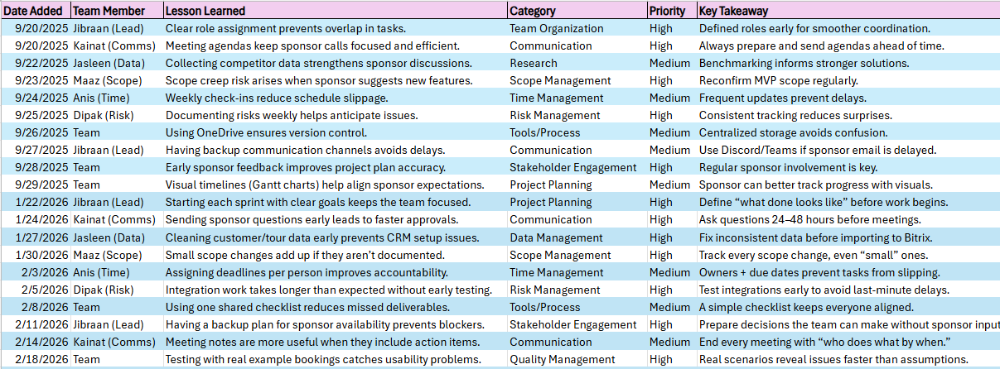 Date Added Team Member Lesson Learned Category Priority Key Takeaway
9/20/2025 Jibraan (Lead) Clear role assignment prevents overlap in tasks. Team Organization High Defined roles early for smoother coordination.
9/20/2025 Kainat (Comms) Meeting agendas keep sponsor calls focused and efficient. Communication High Always prepare and send agendas ahead of time.
9/22/2025 Jasleen (Data) Collecting competitor data strengthens sponsor discussions. Research Medium Benchmarking informs stronger solutions.
9/23/2025 Maaz (Scope) Scope creep risk arises when sponsor suggests new features. Scope Management High Reconfirm MVP scope regularly.
9/24/2025 Anis (Time) Weekly check-ins reduce schedule slippage. Time Management Medium Frequent updates prevent delays.
9/25/2025 Dipak (Risk) Documenting risks weekly helps anticipate issues. Risk Management High Consistent tracking reduces surprises.
9/26/2025 Team Using OneDrive ensures version control. Tools/Process Medium Centralized storage avoids confusion.
9/27/2025 Jibraan (Lead) Having backup communication channels avoids delays. Communication Medium Use Discord/Teams if sponsor email is delayed.
9/28/2025 Team Early sponsor feedback improves project plan accuracy. Stakeholder Engagement High Regular sponsor involvement is key.
9/29/2025 Team Visual timelines (Gantt charts) help align sponsor expectations. Project Planning Medium Sponsor can better track progress with visuals.
1/22/2026 Jibraan (Lead) Starting each sprint with clear goals keeps the team focused. Project Planning High Define “what done looks like” before work begins.
1/24/2026 Kainat (Comms) Sending sponsor questions early leads to faster approvals. Communication High Ask questions 24–48 hours before meetings.
1/27/2026 Jasleen (Data) Cleaning customer/tour data early prevents CRM setup issues. Data Management High Fix inconsistent data before importing to Bitrix.
1/30/2026 Maaz (Scope) Small scope changes add up if they aren’t documented. Scope Management High Track every scope change, even “small” ones.
2/3/2026 Anis (Time) Assigning deadlines per person improves accountability. Time Management Medium Owners + due dates prevent tasks from slipping.
2/5/2026 Dipak (Risk) Integration work takes longer than expected without early testing. Risk Management High Test integrations early to avoid last-minute delays.
2/8/2026 Team Using one shared checklist reduces missed deliverables. Tools/Process Medium A simple checklist keeps everyone aligned.
2/11/2026 Jibraan (Lead) Having a backup plan for sponsor availability prevents blockers. Stakeholder Engagement High Prepare decisions the team can make without sponsor input
2/14/2026 Kainat (Comms) Meeting notes are more useful when they include action items. Communication Medium End every meeting with “who does what by when.”
2/18/2026 Team Testing with real example bookings catches usability problems. Quality Management High Real scenarios reveal issues faster than assumptions.